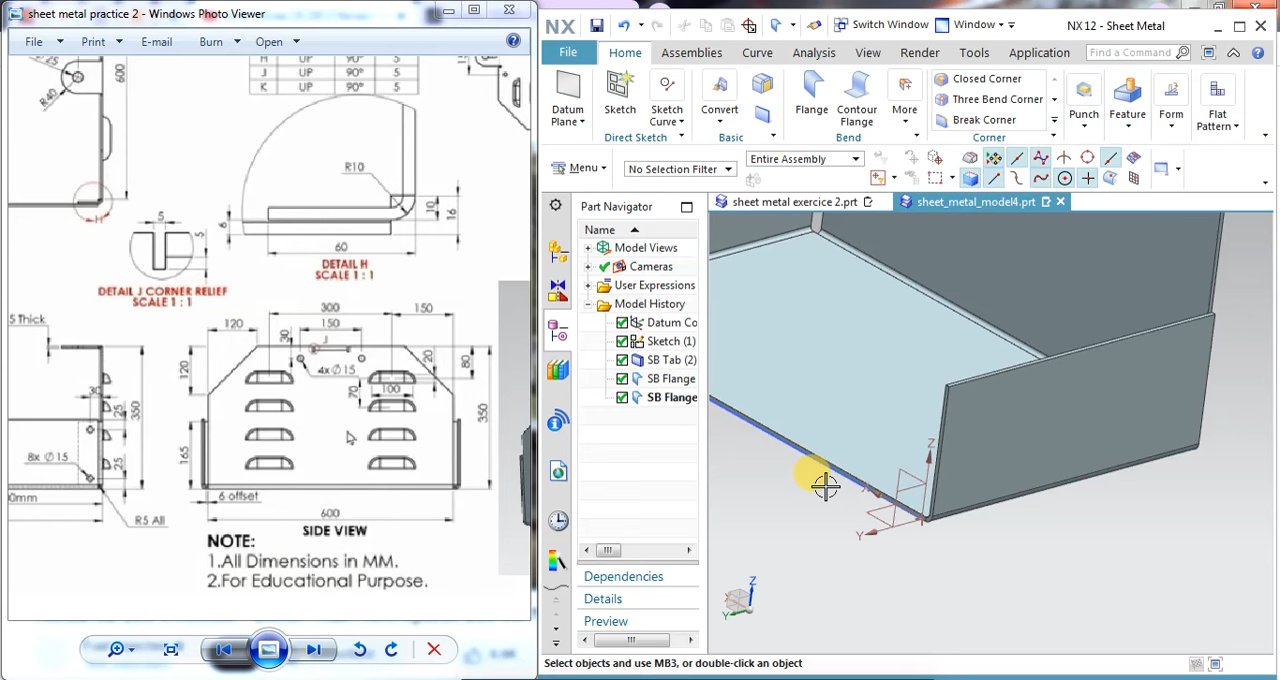 sheet metal practice 2 - Windows Photo Viewer
File Print E-mail Burn Open
600
R40
H
H UP 90° 5
J UP 90° 5
K UP 90° 5
R10
6
10
16
60
DETAIL H
SCALE 1 : 1
5
5
DETAIL J CORNER RELIEF
SCALE 1 : 1
5 Thick
30
25
350
25
8x Ø15
0mm
R5 All
300
120 150 150
30
J
4x Ø 15
20
80
120
70
100
350
165
6 offset
600
SIDE VIEW
NOTE:
1.All Dimensions in MM.
2.For Educational Purpose.
NX Switch Window Window NX 12 - Sheet Metal
File Home Assemblies Curve Analysis View Render Tools Application Find a Command
Datum Plane Sketch Sketch Curve Convert Flange Contour Flange More
Closed Corner
Three Bend Corner
Break Corner
Punch Feature Form Flat Pattern
Direct Sketch Basic Bend Corner
Menu No Selection Filter Entire Assembly
Part Navigator
sheet metal exercice 2.prt sheet_metal_model4.prt
Name
Model Views
Cameras
User Expressions
Model History
Datum Co
Sketch (1)
SB Tab (2)
SB Flange
SB Flange
Dependencies
Details
Preview
Z
X
Y
Z
Y
Select objects and use MB3, or double-click an object